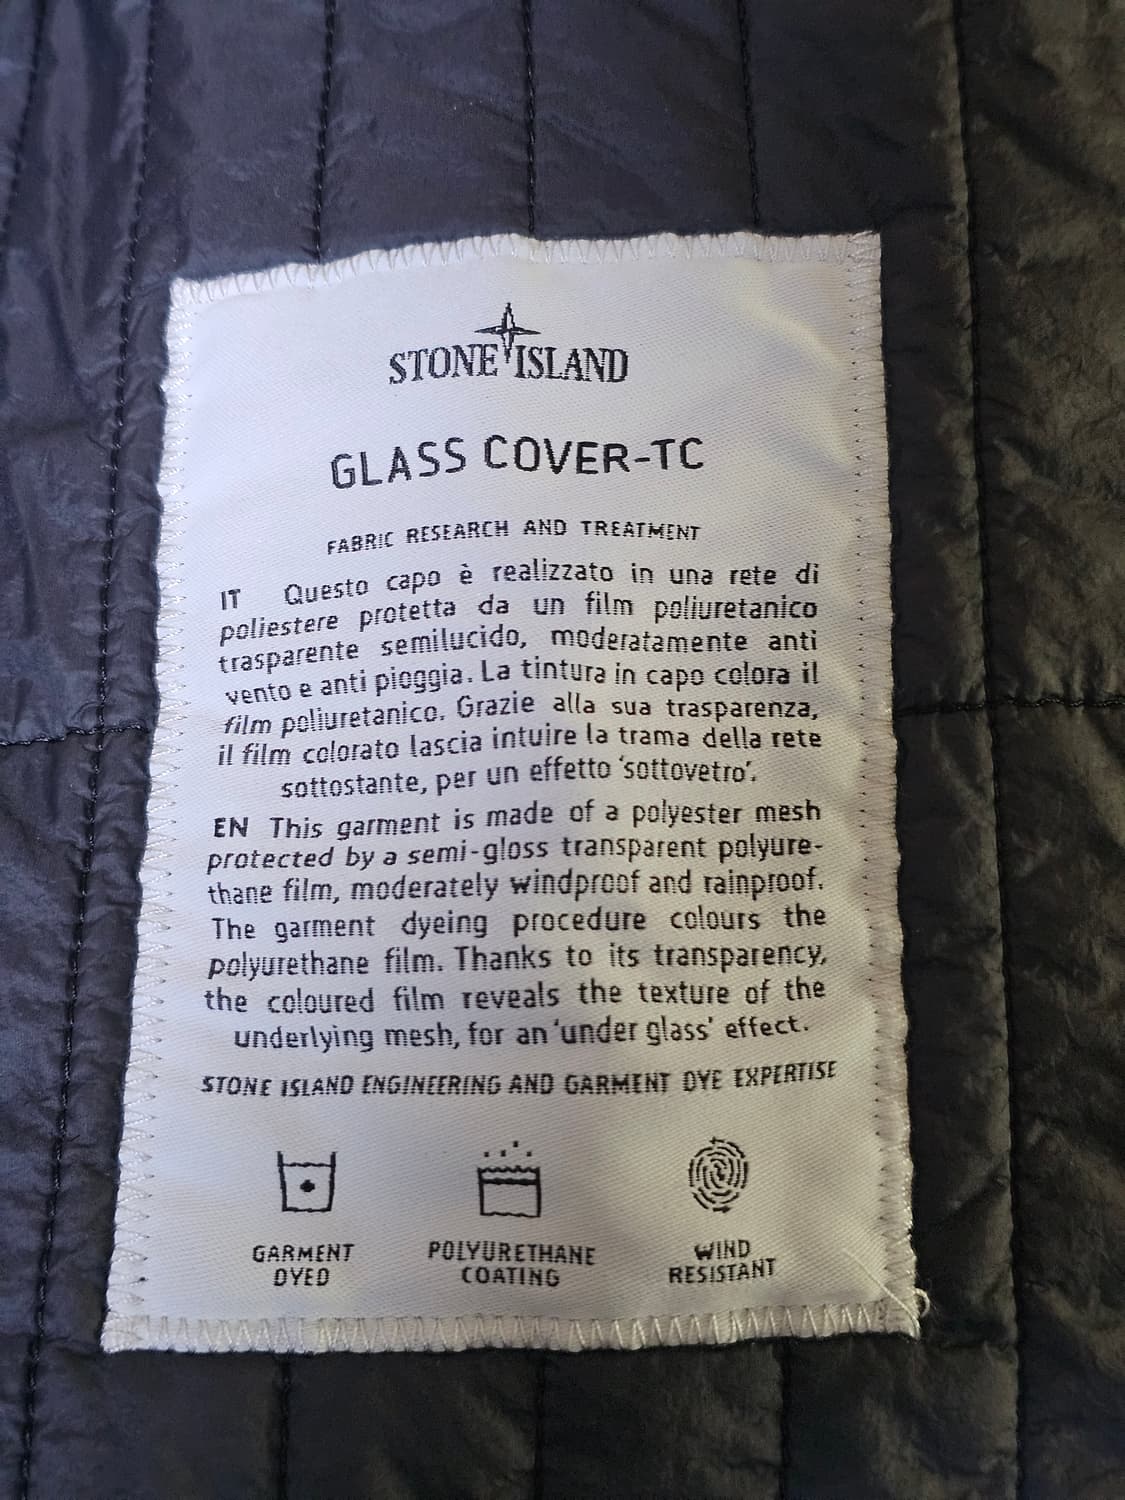 STONE ISLAND
GLASS COVER-TC
FABRIC RESEARCH AND TREATMENT
IT Questo capo è realizzato in una rete di
poliestere protetta da un film poliuretanico
trasparente semilucido, moderatamente anti
vento e anti pioggia. La tintura in capo colora il
film poliuretanico. Grazie alla sua trasparenza,
il film colorato lascia intuire la trama della rete
sottostante, per un effetto ‘sottovetro’.
EN This garment is made of a polyester mesh
protected by a semi-gloss transparent polyure-
thane film, moderately windproof and rainproof.
The garment dyeing procedure colours the
polyurethane film. Thanks to its transparency,
the coloured film reveals the texture of the
underlying mesh, for an ‘under glass’ effect.
STONE ISLAND ENGINEERING AND GARMENT DYE EXPERTISE
GARMENT
DYED
POLYURETHANE
COATING
WIND
RESISTANT